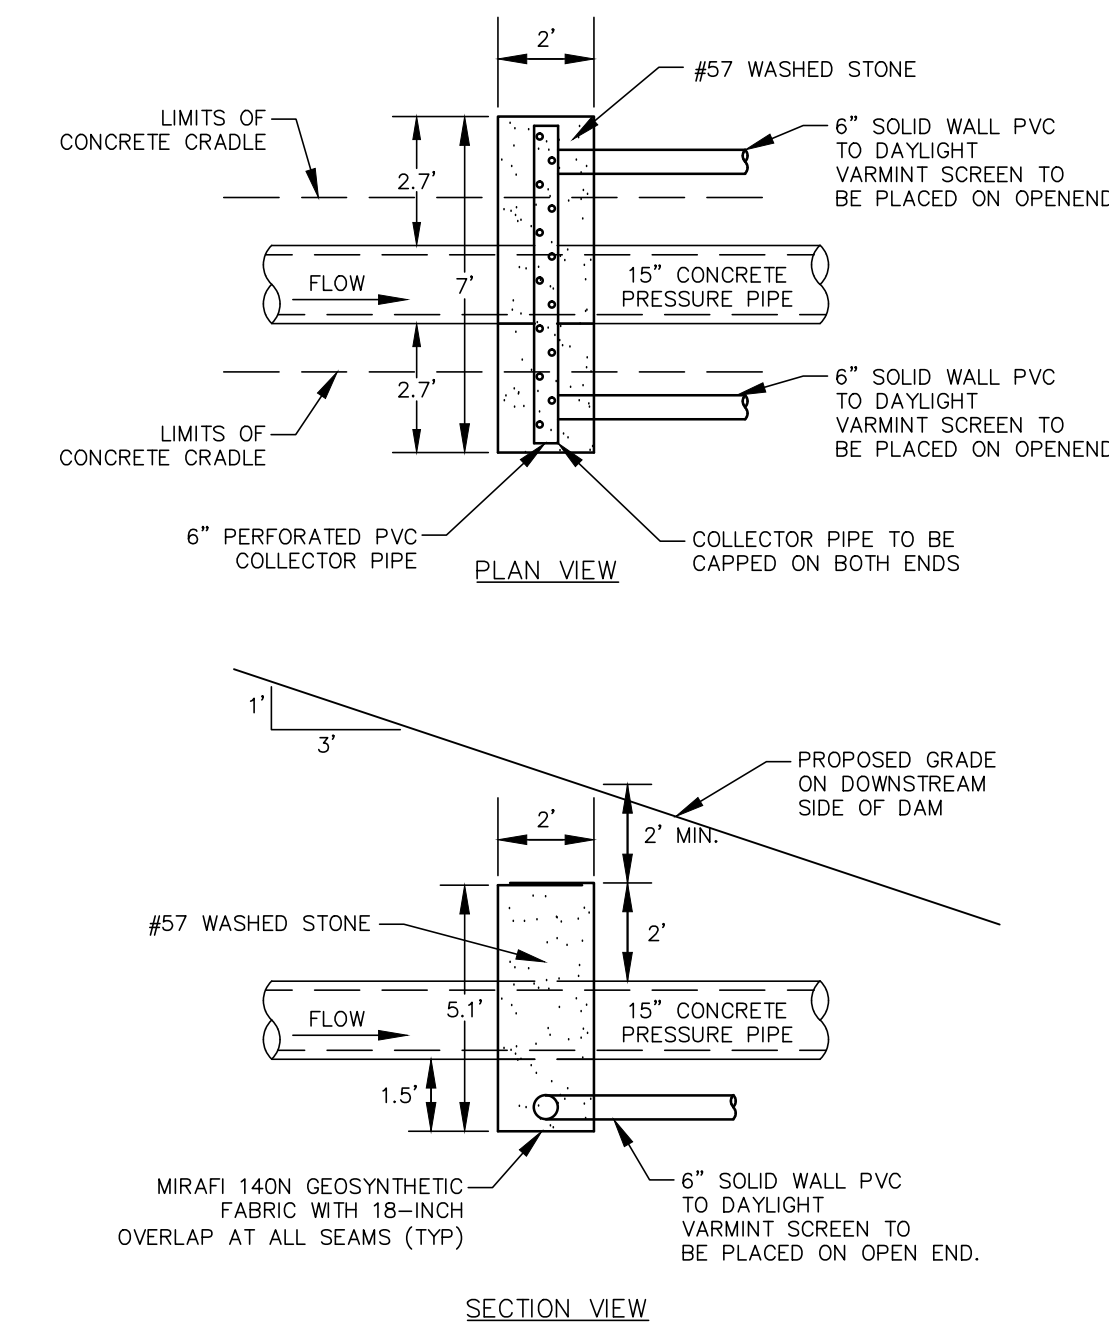 2'
#57 WASHED STONE
LIMITS OF
CONCRETE CRADLE
6" SOLID WALL PVC
TO DAYLIGHT
VARMINT SCREEN TO
BE PLACED ON OPENEND
2.7'
7'
FLOW
15" CONCRETE
PRESSURE PIPE
2.7'
6" SOLID WALL PVC
TO DAYLIGHT
VARMINT SCREEN TO
BE PLACED ON OPENEND
LIMITS OF
CONCRETE CRADLE
6" PERFORATED PVC
COLLECTOR PIPE
COLLECTOR PIPE TO BE
CAPPED ON BOTH ENDS
PLAN VIEW
1'
3'
PROPOSED GRADE
ON DOWNSTREAM
SIDE OF DAM
2'
2' MIN.
#57 WASHED STONE
2'
5.1'
FLOW
15" CONCRETE
PRESSURE PIPE
1.5'
MIRAFI 140N GEOSYNTHETIC
FABRIC WITH 18-INCH
OVERLAP AT ALL SEAMS (TYP)
6" SOLID WALL PVC
TO DAYLIGHT
VARMINT SCREEN TO
BE PLACED ON OPEN END.
SECTION VIEW